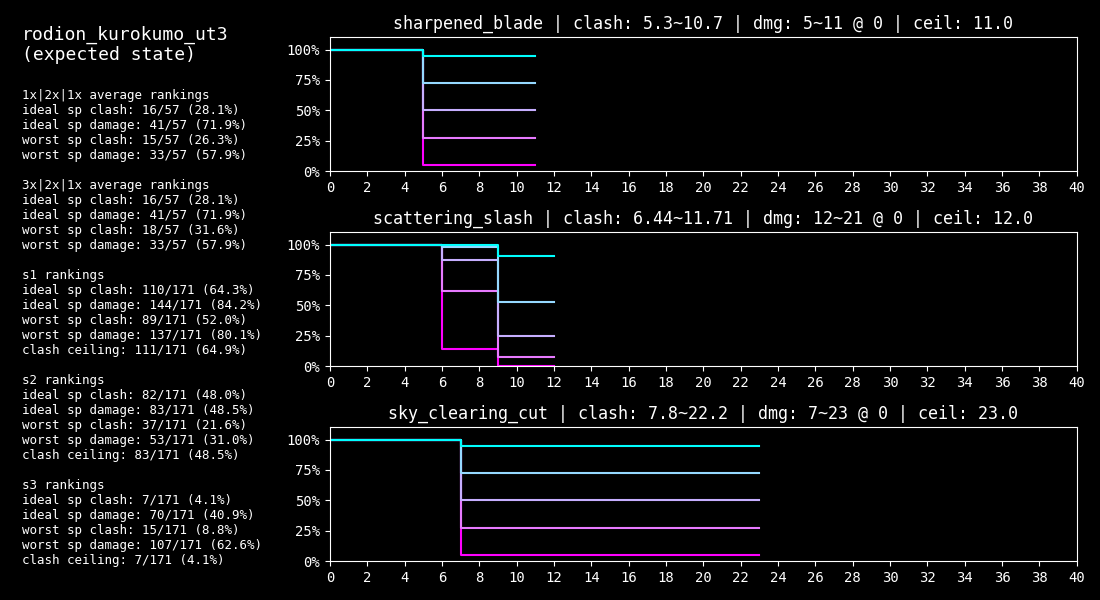 rodion_kurokumo_ut3
(expected state)
1x|2x|1x average rankings
ideal sp clash: 16/57 (28.1%)
ideal sp damage: 41/57 (71.9%)
worst sp clash: 15/57 (26.3%)
worst sp damage: 33/57 (57.9%)
3x|2x|1x average rankings
ideal sp clash: 16/57 (28.1%)
ideal sp damage: 41/57 (71.9%)
worst sp clash: 18/57 (31.6%)
worst sp damage: 33/57 (57.9%)
s1 rankings
ideal sp clash: 110/171 (64.3%)
ideal sp damage: 144/171 (84.2%)
worst sp clash: 89/171 (52.0%)
worst sp damage: 137/171 (80.1%)
clash ceiling: 111/171 (64.9%)
s2 rankings
ideal sp clash: 82/171 (48.0%)
ideal sp damage: 83/171 (48.5%)
worst sp clash: 37/171 (21.6%)
worst sp damage: 53/171 (31.0%)
clash ceiling: 83/171 (48.5%)
s3 rankings
ideal sp clash: 7/171 (4.1%)
ideal sp damage: 70/171 (40.9%)
worst sp clash: 15/171 (8.8%)
worst sp damage: 107/171 (62.6%)
clash ceiling: 7/171 (4.1%)
sharpened_blade | clash: 5.3~10.7 | dmg: 5~11 @ 0 | ceil: 11.0
100%
75%
50%
25%
0%
0 2 4 6 8 10 12 14 16 18 20 22 24 26 28 30 32 34 36 38 40
scattering_slash | clash: 6.44~11.71 | dmg: 12~21 @ 0 | ceil: 12.0
100%
75%
50%
25%
0%
0 2 4 6 8 10 12 14 16 18 20 22 24 26 28 30 32 34 36 38 40
sky_clearing_cut | clash: 7.8~22.2 | dmg: 7~23 @ 0 | ceil: 23.0
100%
75%
50%
25%
0%
0 2 4 6 8 10 12 14 16 18 20 22 24 26 28 30 32 34 36 38 40